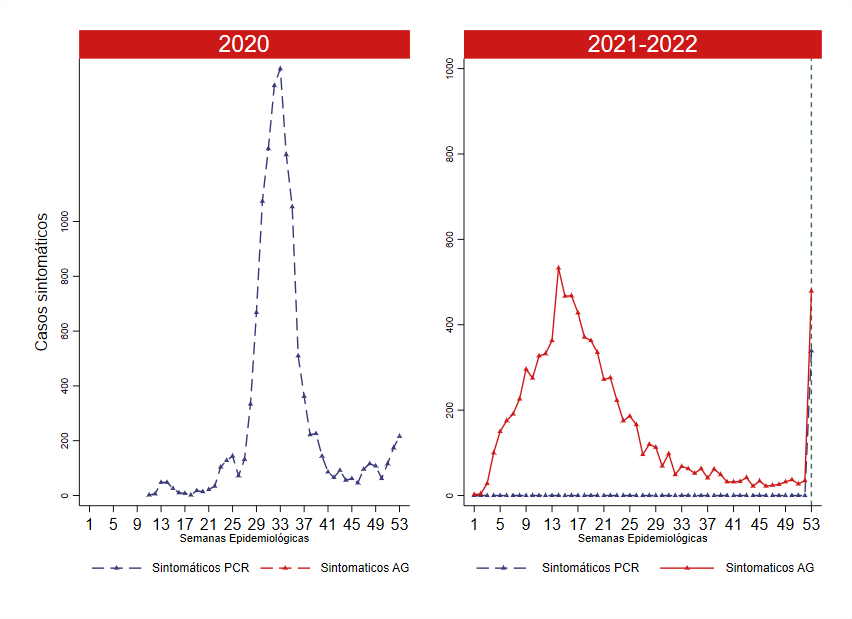 2020
Casos sintomáticos
1000
800
600
400
200
0
1 5 9 13 17 21 25 29 33 37 41 45 49 53
Semanas Epidemiológicas
Sintomáticos PCR Sintomaticos AG
2021-2022
1000
800
600
400
200
0
1 5 9 13 17 21 25 29 33 37 41 45 49 53
Semanas Epidemiológicas
Sintomáticos PCR Sintomaticos AG